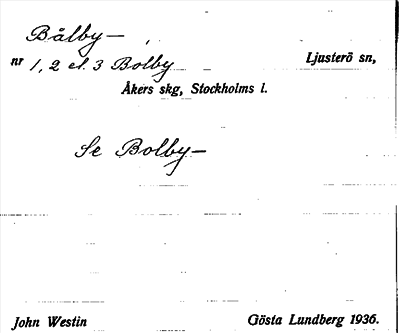 Bålby—
nr 1, 2 el. 3 Bolby Ljusterö sn,
Åkers skg, Stockholms l.
Se Bolby—
John Westin Gösta Lundberg 1936.